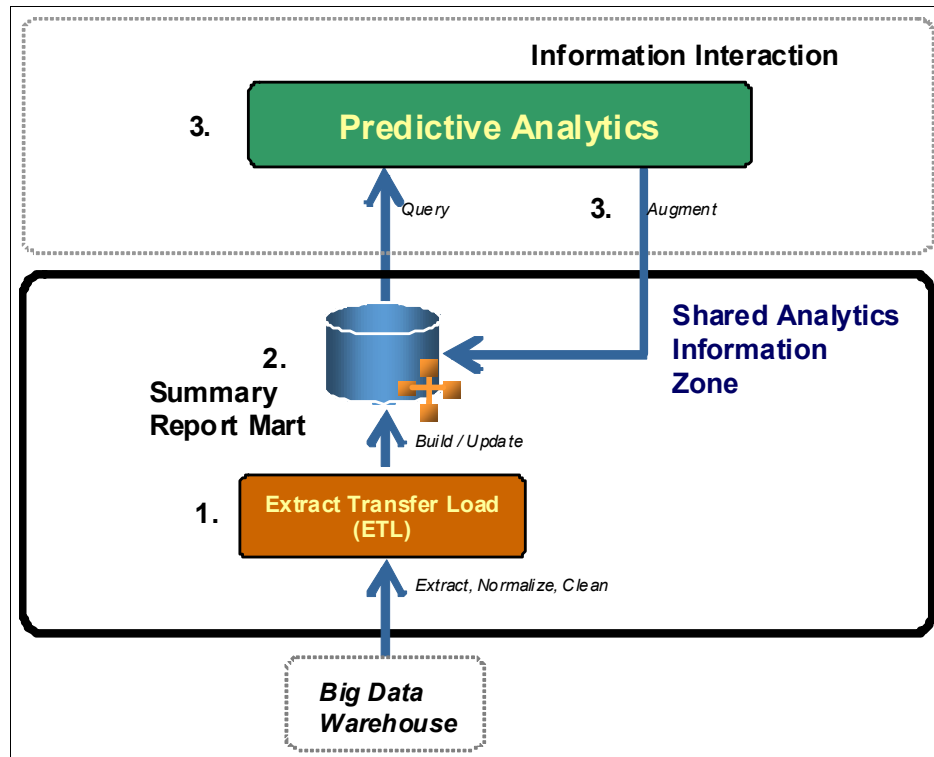 Information Interaction
3.
Predictive Analytics
Query
3.
Augment
Shared Analytics
Information
Zone
2.
Summary
Report Mart
Build / Update
1.
Extract Transfer Load
(ETL)
Extract, Normalize, Clean
Big Data
Warehouse